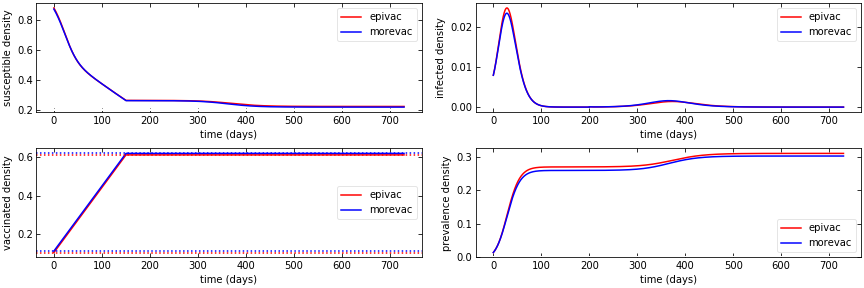 susceptible density
0.8
0.6
0.4
0.2
0 100 200 300 400 500 600 700
time (days)
epivac
morevac
infected density
0.02
0.01
0.00
0 100 200 300 400 500 600 700
time (days)
epivac
morevac
vaccinated density
0.6
0.4
0.2
0 100 200 300 400 500 600 700
time (days)
epivac
morevac
prevalence density
0.3
0.2
0.1
0.0
0 100 200 300 400 500 600 700
time (days)
epivac
morevac